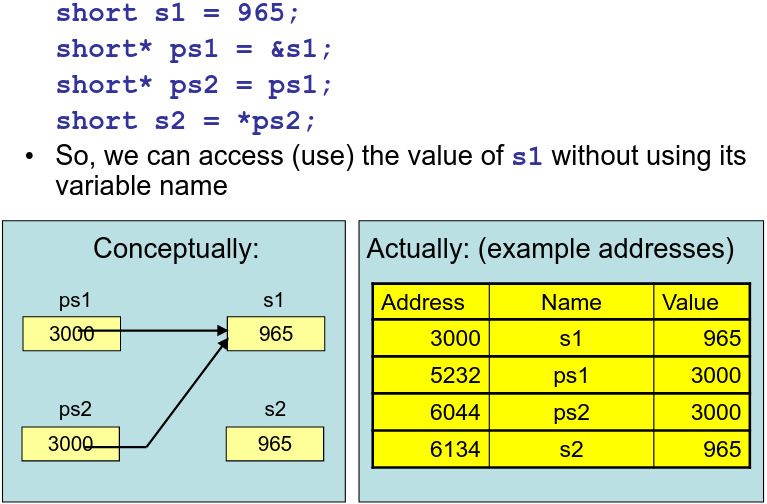 short s1 = 965;
short* ps1 = &s1;
short* ps2 = ps1;
short s2 = *ps2;
• So, we can access (use) the value of s1 without using its
variable name
Conceptually:
ps1 s1
3000 965
ps2 s2
3000 965
Actually: (example addresses)
Address Name Value
3000 s1 965
5232 ps1 3000
6044 ps2 3000
6134 s2 965